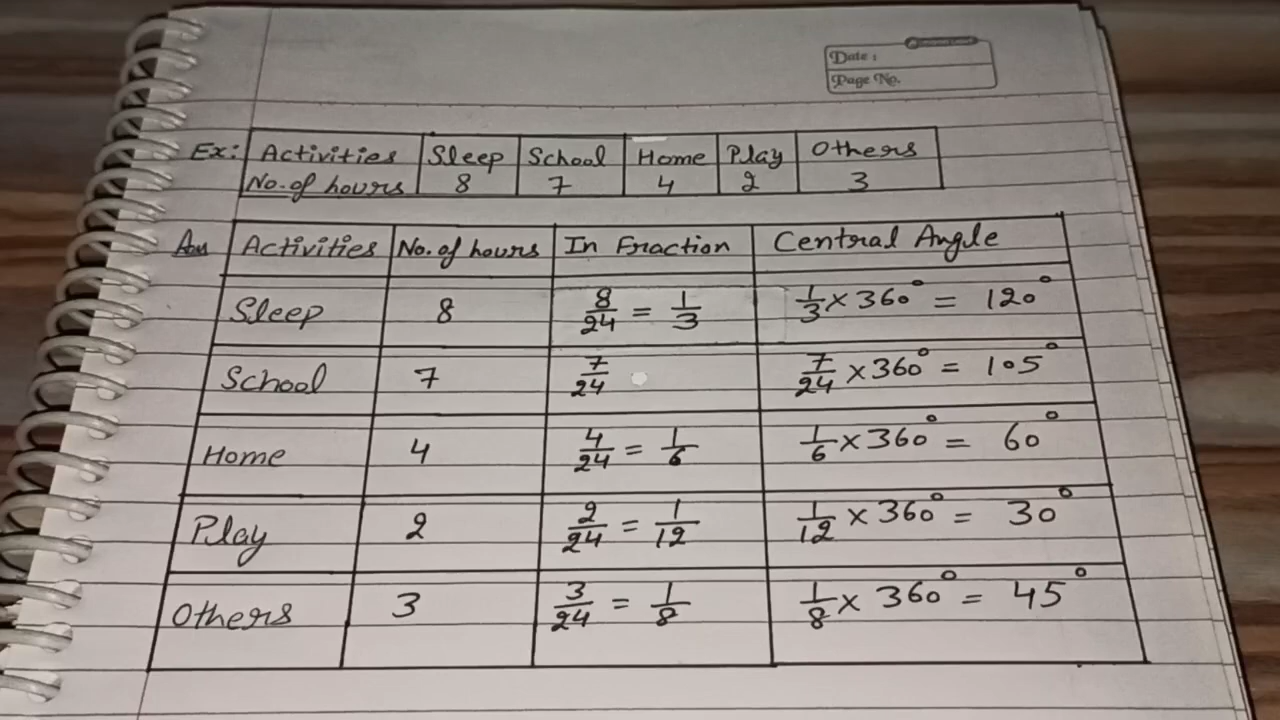 Date :
Page No.
Ex: Activities Sleep School Home Play Others
No. of hours 8 7 4 2 3
Ans Activities No. of hours In Fraction Central Angle
Sleep 8 8/24 = 1/3 1/3 × 360° = 120°
School 7 7/24 7/24 × 360° = 105°
Home 4 4/24 = 1/6 1/6 × 360° = 60°
Play 2 2/24 = 1/12 1/12 × 360° = 30°
Others 3 3/24 = 1/8 1/8 × 360° = 45°